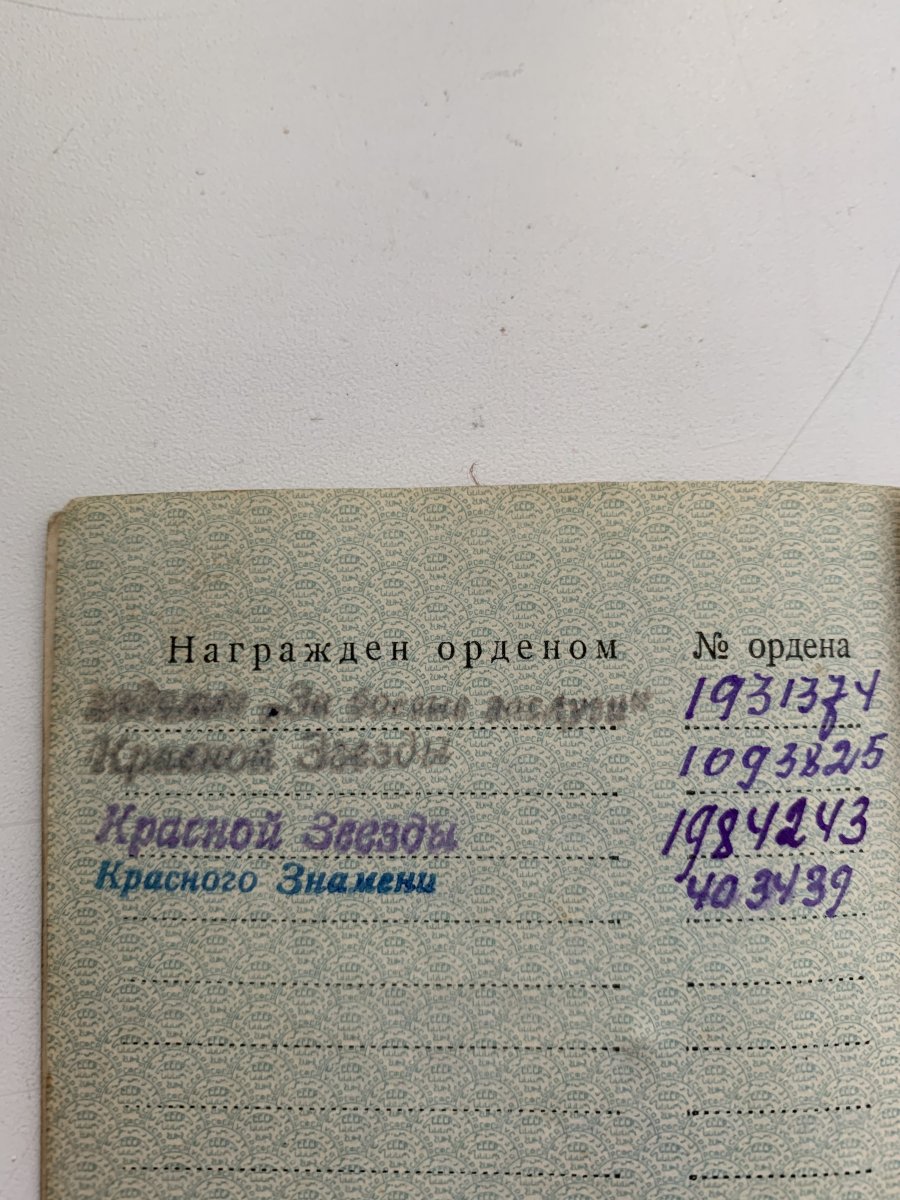 Награжден орденом № ордена
медалью „За боевые заслуги“ 1931374
Красной Звезды 1093825
Красной Звезды 1984243
Красного Знамени 403439